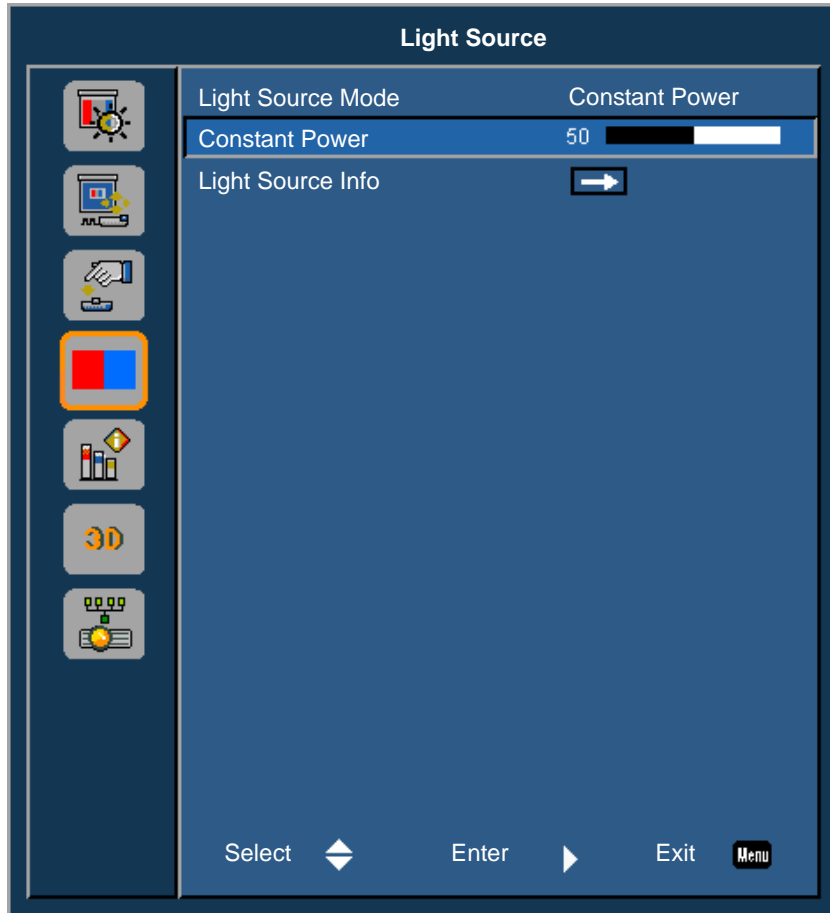 Light Source
Light Source Mode Constant Power
Constant Power 50
Light Source Info
3D
Select Enter Exit Menu